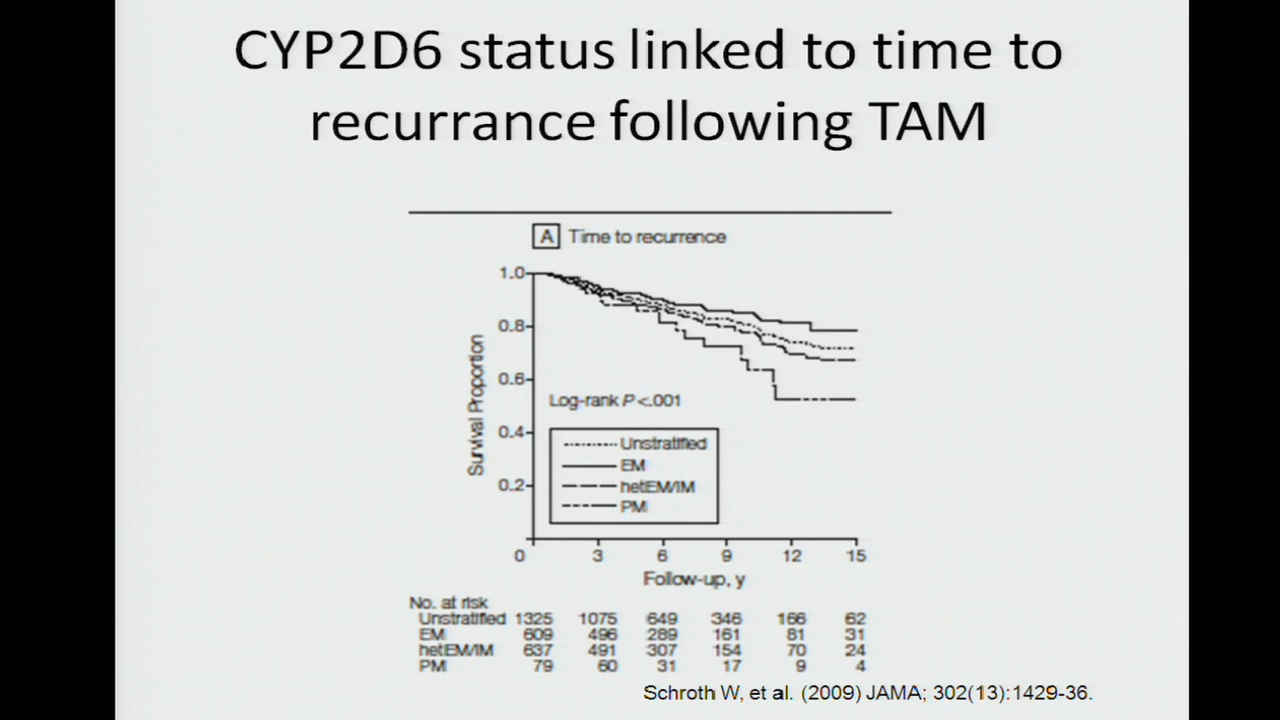 CYP2D6 status linked to time to
recurrance following TAM
A Time to recurrence
1.0
0.8
0.6
0.4
0.2
Survival Proportion
Log-rank P<.001
Unstratified
EM
hetEM/IM
PM
0 3 6 9 12 15
Follow-up, y
No. at risk
Unstratified 1325 1075 649 346 166 62
EM 609 496 289 161 81 31
hetEM/IM 637 491 307 154 70 24
PM 79 60 31 17 9 4
Schroth W, et al. (2009) JAMA; 302(13):1429-36.